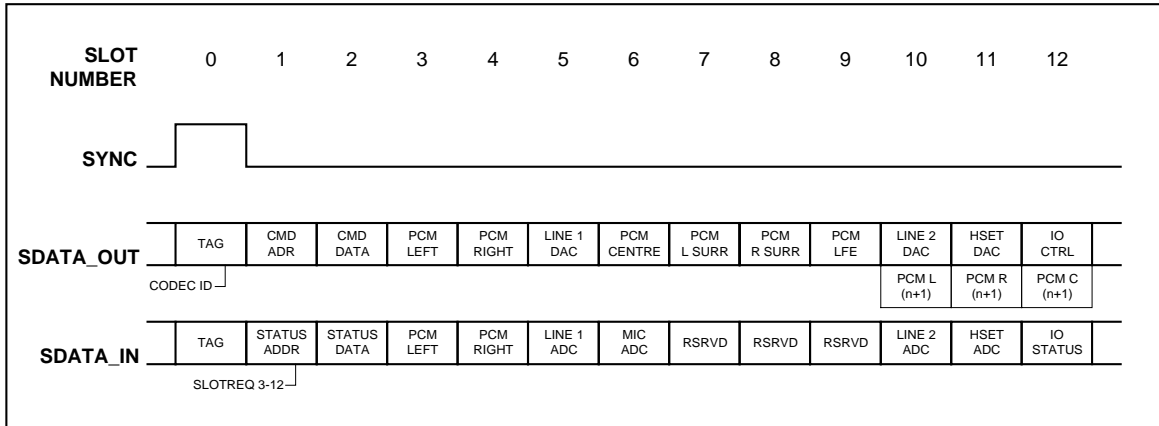 SLOT NUMBER 0 1 2 3 4 5 6 7 8 9 10 11 12
SYNC
SDATA_OUT TAG CMD ADR CMD DATA PCM LEFT PCM RIGHT LINE 1 DAC PCM CENTRE PCM L SURR PCM R SURR PCM LFE LINE 2 DAC HSET DAC IO CTRL
CODEC ID PCM L (n+1) PCM R (n+1) PCM C (n+1)
SDATA_IN TAG STATUS ADDR STATUS DATA PCM LEFT PCM RIGHT LINE 1 ADC MIC ADC RSRVD RSRVD RSRVD LINE 2 ADC HSET ADC IO STATUS
SLOTREQ 3-12